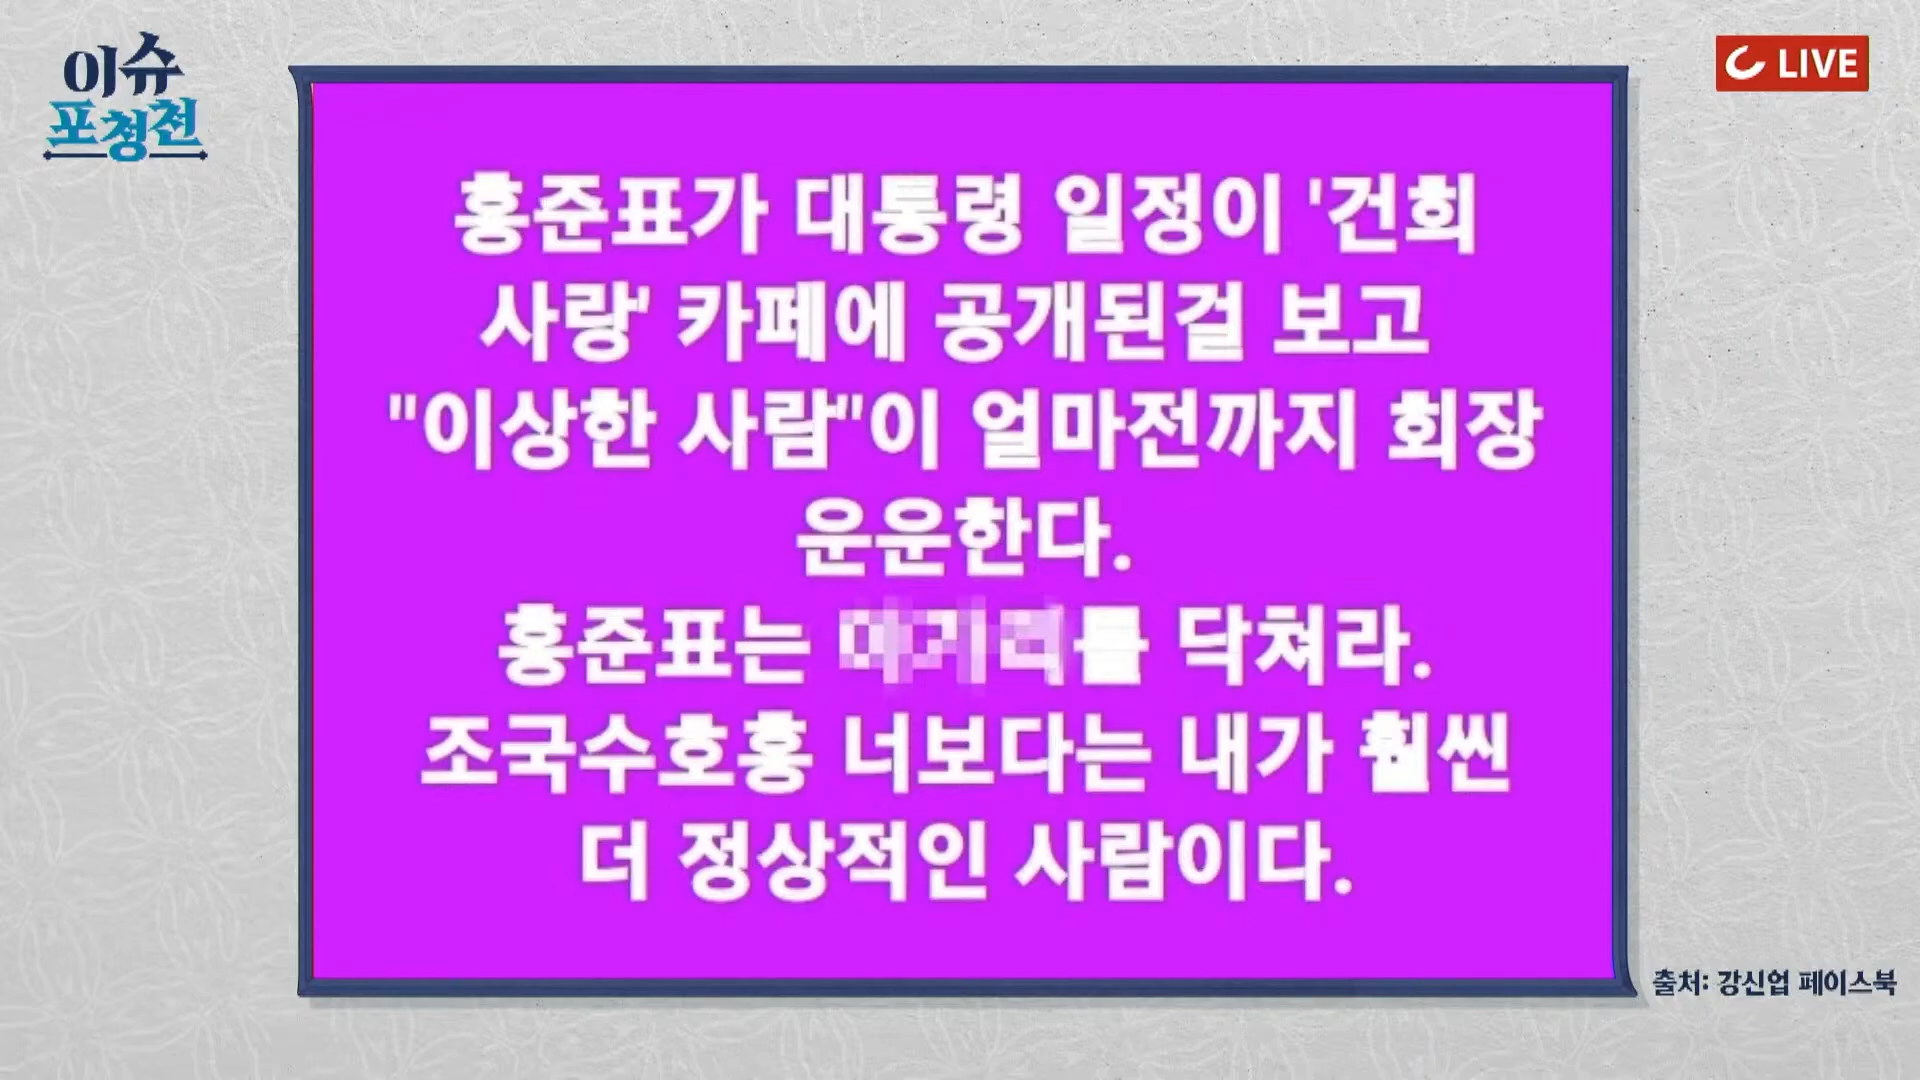 이슈
포청천
LIVE
홍준표가 대통령 일정이 '건희
사랑' 카페에 공개된걸 보고
"이상한 사람"이 얼마전까지 회장
운운한다.
홍준표는 를 닥쳐라.
조국수호홍 너보다는 내가 훨씬
더 정상적인 사람이다.
출처: 강신업 페이스북